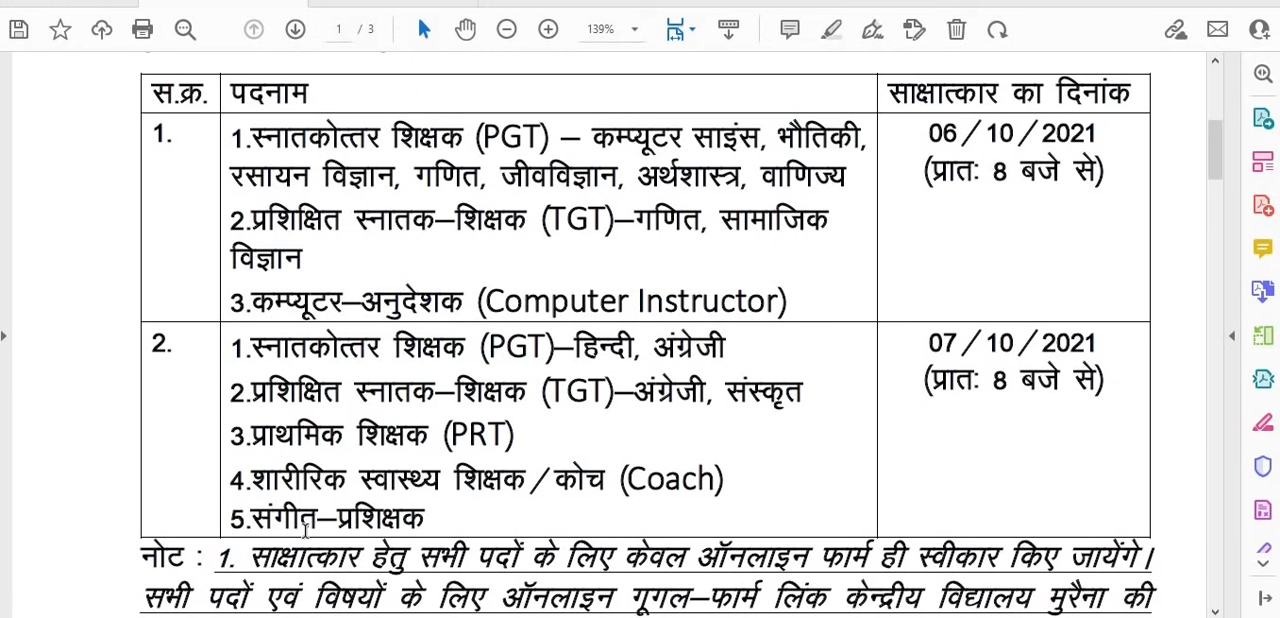 1 / 3
139%
स.क्र. पदनाम साक्षात्कार का दिनांक
1. 1.स्नातकोत्तर शिक्षक (PGT) – कम्प्यूटर साइंस, भौतिकी, 06/10/2021
रसायन विज्ञान, गणित, जीवविज्ञान, अर्थशास्त्र, वाणिज्य (प्रातः 8 बजे से)
2.प्रशिक्षित स्नातक–शिक्षक (TGT)–गणित, सामाजिक
विज्ञान
3.कम्प्यूटर–अनुदेशक (Computer Instructor)
2. 1.स्नातकोत्तर शिक्षक (PGT)–हिन्दी, अंग्रेजी 07/10/2021
2.प्रशिक्षित स्नातक–शिक्षक (TGT)–अंग्रेजी, संस्कृत (प्रातः 8 बजे से)
3.प्राथमिक शिक्षक (PRT)
4.शारीरिक स्वास्थ्य शिक्षक/कोच (Coach)
5.संगीत–प्रशिक्षक
नोट : 1. साक्षात्कार हेतु सभी पदों के लिए केवल ऑनलाइन फार्म ही स्वीकार किए जायेंगे।
सभी पदों एवं विषयों के लिए ऑनलाइन गूगल–फार्म लिंक केन्द्रीय विद्यालय मुरैना की